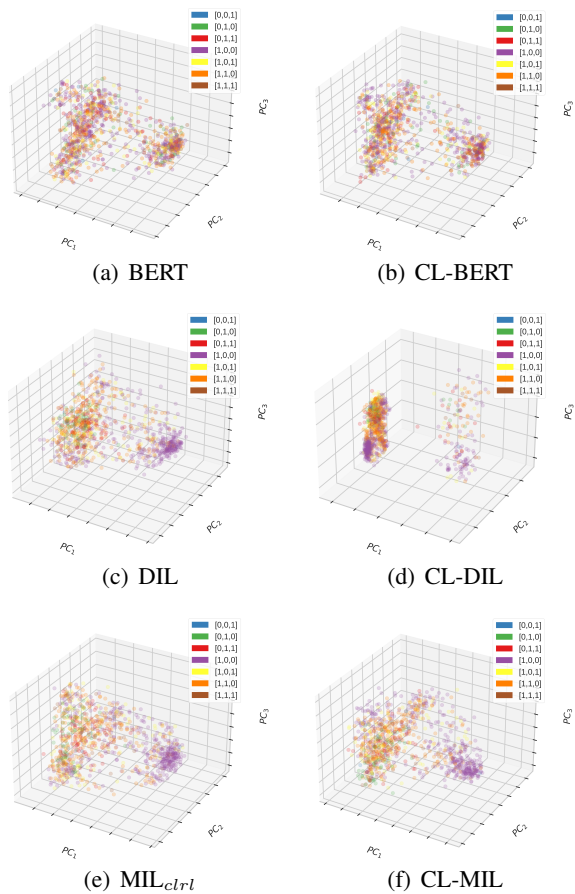 [0,0,1]
[0,1,0]
[0,1,1]
[1,0,0]
[1,0,1]
[1,1,0]
[1,1,1]
PC₃
PC₂
PC₁
(a) BERT
[0,0,1]
[0,1,0]
[0,1,1]
[1,0,0]
[1,0,1]
[1,1,0]
[1,1,1]
PC₃
PC₂
PC₁
(b) CL-BERT
[0,0,1]
[0,1,0]
[0,1,1]
[1,0,0]
[1,0,1]
[1,1,0]
[1,1,1]
PC₃
PC₂
PC₁
(c) DIL
[0,0,1]
[0,1,0]
[0,1,1]
[1,0,0]
[1,0,1]
[1,1,0]
[1,1,1]
PC₃
PC₂
PC₁
(d) CL-DIL
[0,0,1]
[0,1,0]
[0,1,1]
[1,0,0]
[1,0,1]
[1,1,0]
[1,1,1]
PC₃
PC₂
PC₁
(e) MIL_clrl
[0,0,1]
[0,1,0]
[0,1,1]
[1,0,0]
[1,0,1]
[1,1,0]
[1,1,1]
PC₃
PC₂
PC₁
(f) CL-MIL